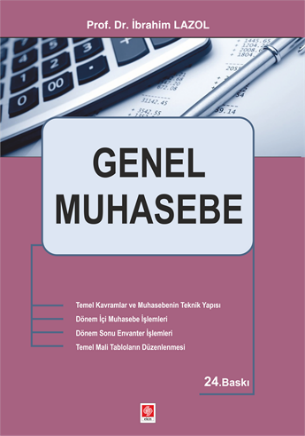 Prof. Dr. İbrahim LAZOL
GENEL
MUHASEBE
Temel Kavramlar ve Muhasebenin Teknik Yapısı
Dönem İçi Muhasebe İşlemleri
Dönem Sonu Envanter İşlemleri
Temel Mali Tabloların Düzenlenmesi
24.Baskı